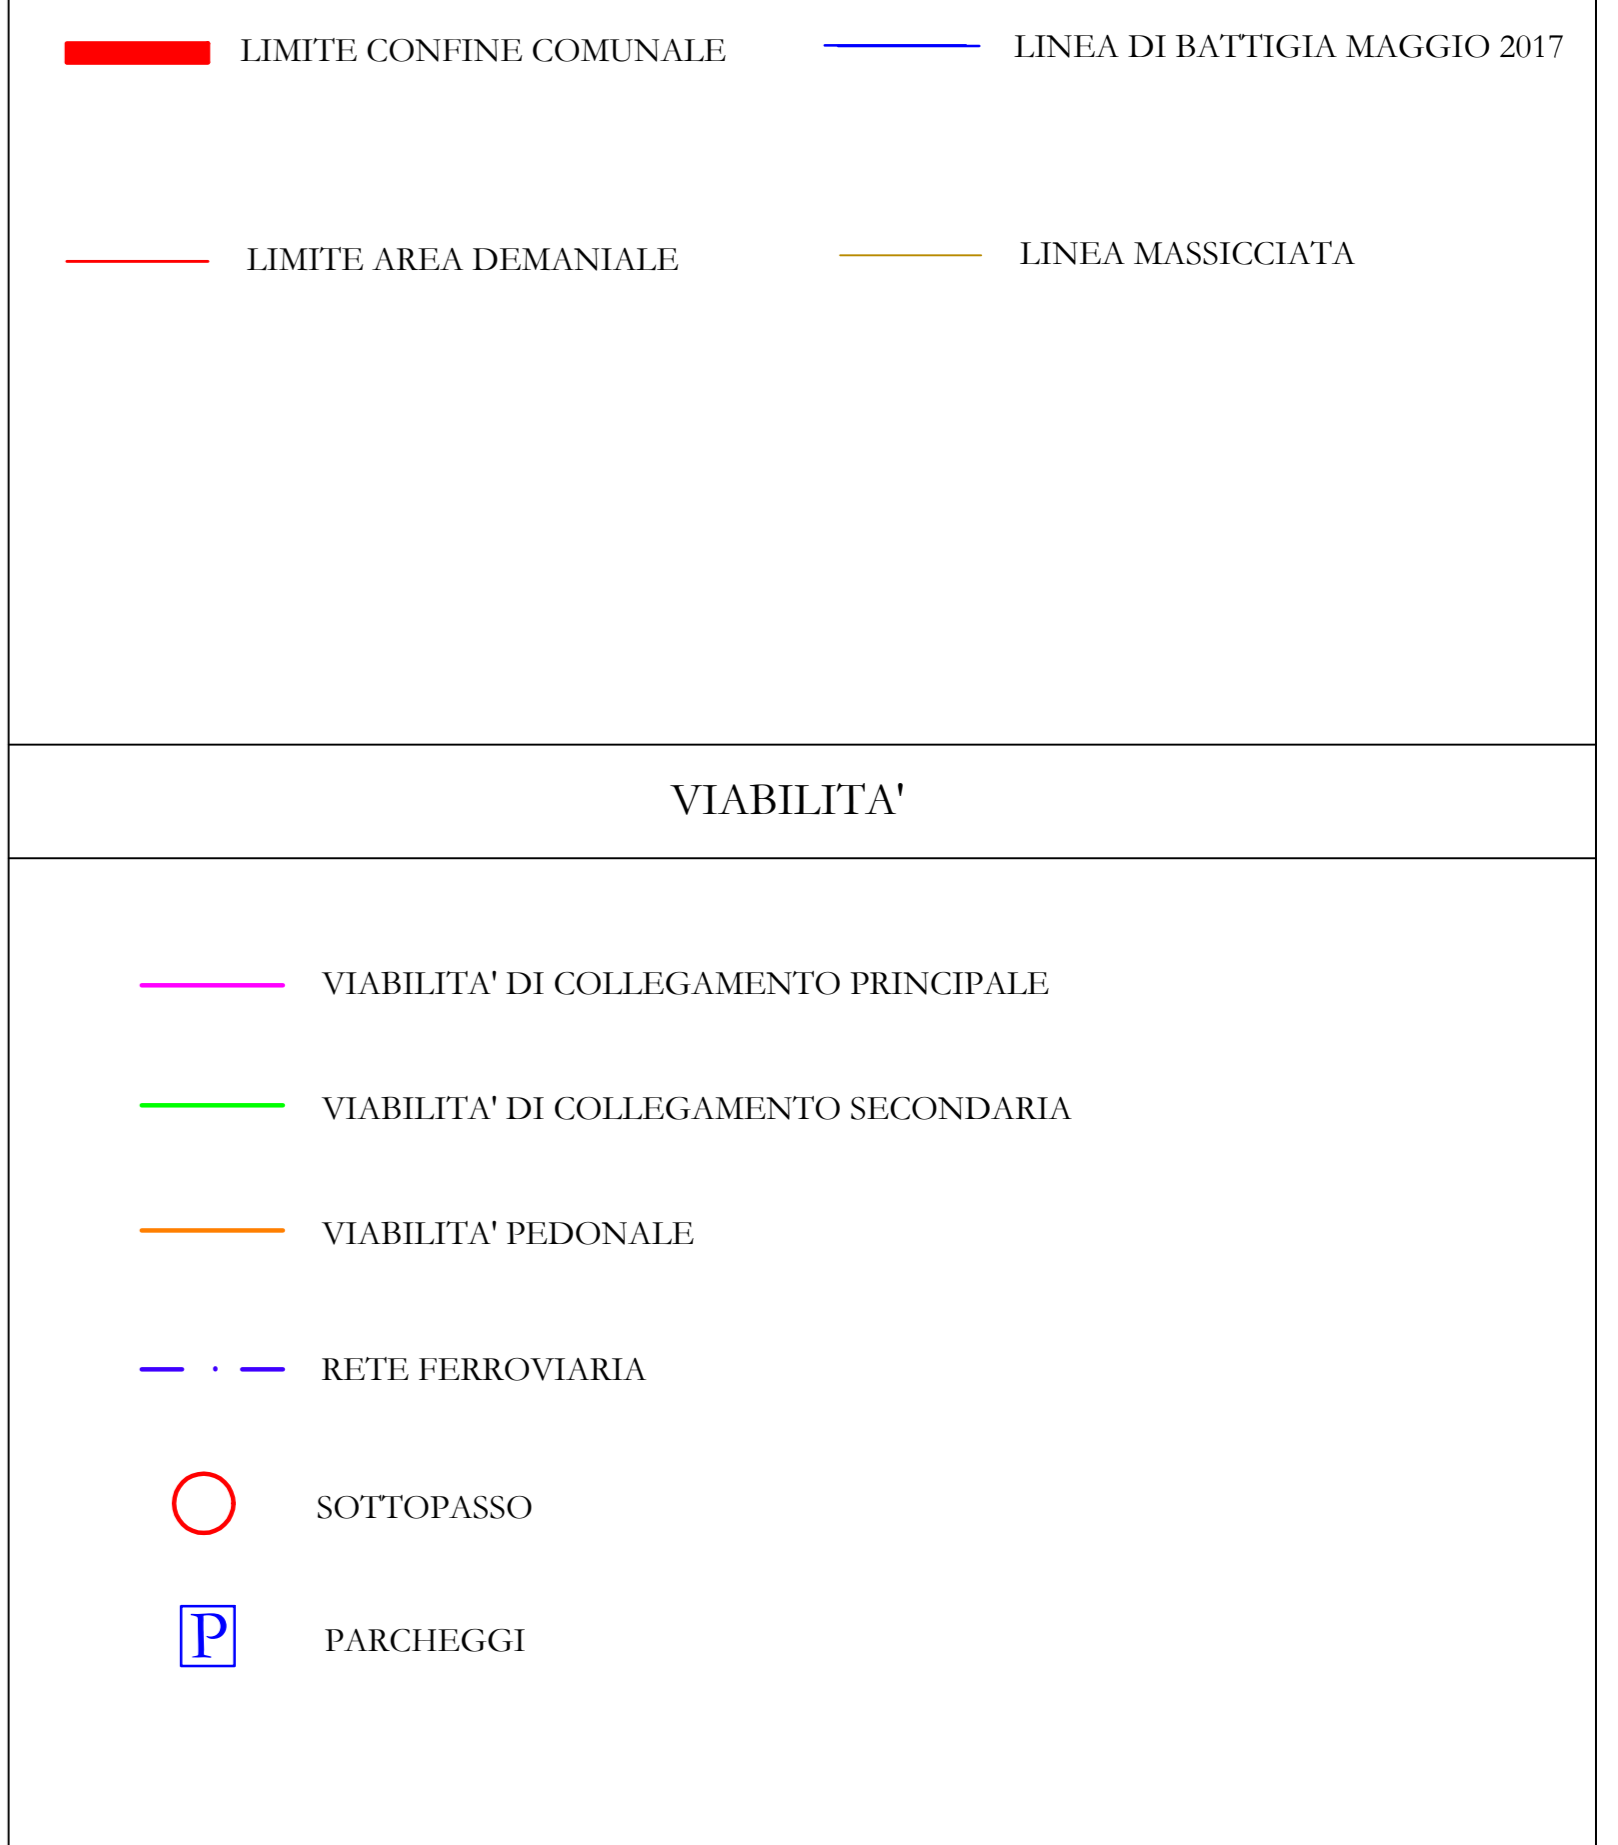 LIMITE CONFINE COMUNALE
LINEA DI BATTIGIA MAGGIO 2017
LIMITE AREA DEMANIALE
LINEA MASSICCIATA
VIABILITA'
VIABILITA' DI COLLEGAMENTO PRINCIPALE
VIABILITA' DI COLLEGAMENTO SECONDARIA
VIABILITA' PEDONALE
RETE FERROVIARIA
SOTTOPASSO
P PARCHEGGI